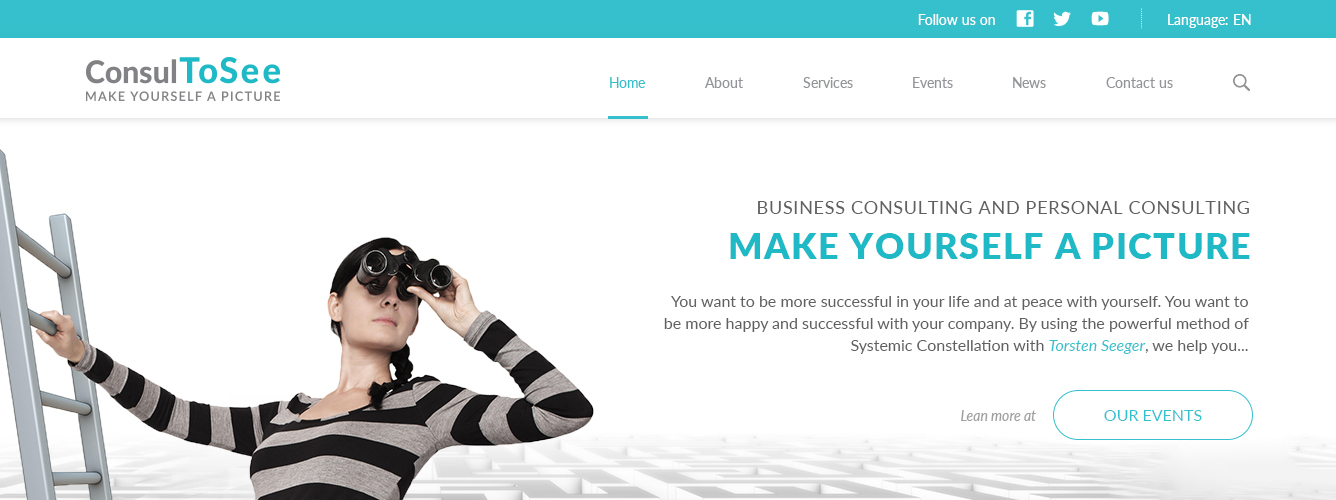 Follow us on
Language: EN
ConsulToSee
MAKE YOURSELF A PICTURE
Home
About
Services
Events
News
Contact us
BUSINESS CONSULTING AND PERSONAL CONSULTING
MAKE YOURSELF A PICTURE
You want to be more successful in your life and at peace with yourself. You want to
be more happy and successful with your company. By using the powerful method of
Systemic Constellation with Torsten Seeger, we help you...
Lean more at
OUR EVENTS